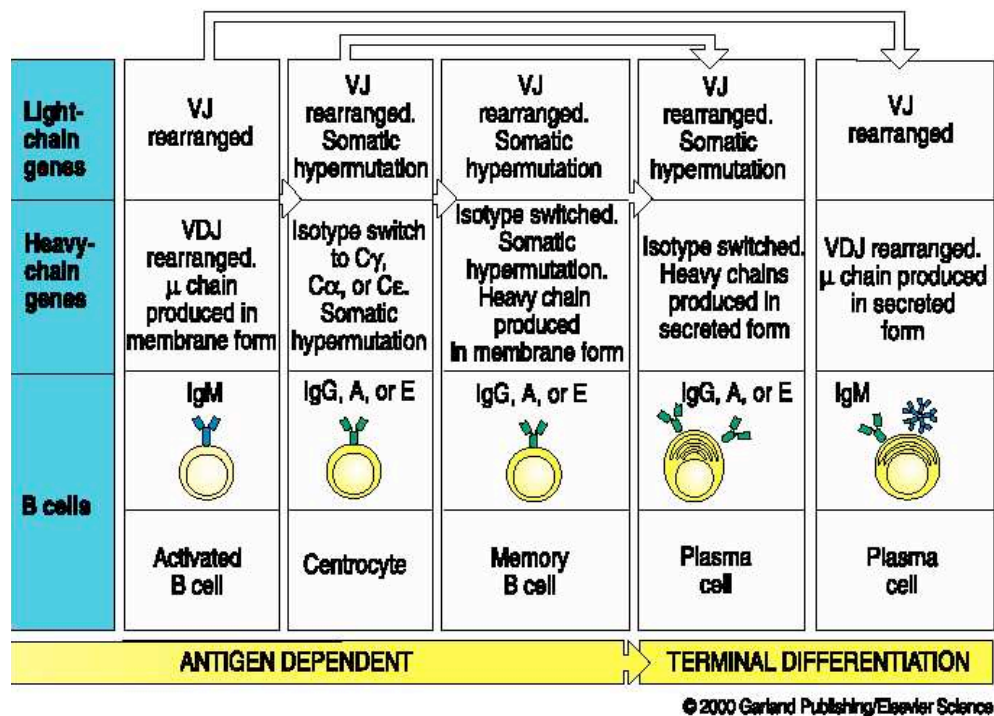 Light-
chain
genes
VJ
rearranged
VJ
rearranged.
Somatic
hypermutation
VJ
rearranged.
Somatic
hypermutation
VJ
rearranged.
Somatic
hypermutation
VJ
rearranged
Heavy-
chain
genes
VDJ
rearranged.
μ chain
produced in
membrane form
Isotype switch
to Cγ,
Cα, or Cε.
Somatic
hypermutation
Isotype switched.
Somatic
hypermutation.
Heavy chain
produced
in membrane form
Isotype switched.
Heavy chains
produced in
secreted form
VDJ rearranged.
μ chain produced
in secreted
form
B cells
IgM
IgG, A, or E
IgG, A, or E
IgG, A, or E
IgM
Activated
B cell
Centrocyte
Memory
B cell
Plasma
cell
Plasma
cell
ANTIGEN DEPENDENT
TERMINAL DIFFERENTIATION
© 2000 Garland Publishing/Elsevier Science